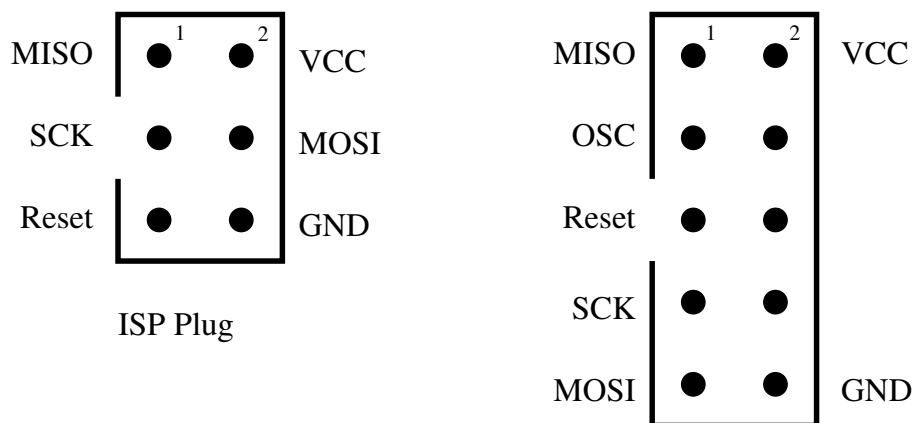 MISO
1
2
VCC
SCK
MOSI
Reset
GND
ISP Plug
MISO
1
2
VCC
OSC
Reset
SCK
MOSI
GND